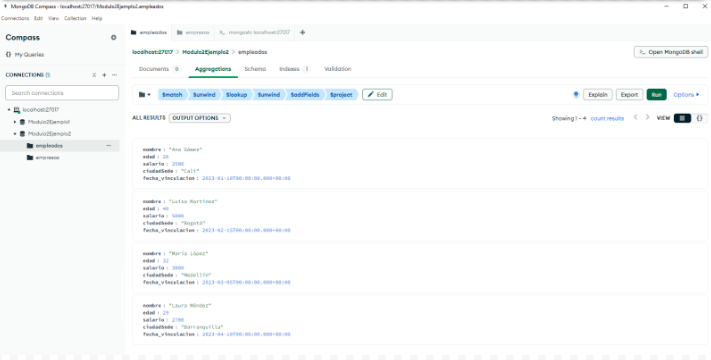 MongoDB Compass - localhost:27017/Modulo2Ejemplo2.empleados
Connections Edit View Collection Help
Compass
My Queries
CONNECTIONS (1)
Search connections
localhost:27017
Modulo2Ejemplo1
Modulo2Ejemplo2
empleados
empresas
empleados
empresas
mongosh: localhost:27017
localhost:27017 > Modulo2Ejemplo2 > empleados
Open MongoDB shell
Documents 0
Aggregations
Schema
Indexes 1
Validation
$match
$unwind
$lookup
$unwind
$addFields
$project
Edit
Explain
Export
Run
Options
ALL RESULTS
OUTPUT OPTIONS
Showing 1 – 4
count results
VIEW
nombre : "Ana Gómez"
edad : 28
salario : 2500
ciudadSede : "Cali"
fecha_vinculacion : 2023-01-10T00:00:00.000+00:00
nombre : "Luisa Martínez"
edad : 40
salario : 5000
ciudadSede : "Bogotá"
fecha_vinculacion : 2023-02-15T00:00:00.000+00:00
nombre : "María López"
edad : 32
salario : 3000
ciudadSede : "Medellín"
fecha_vinculacion : 2023-03-05T00:00:00.000+00:00
nombre : "Laura Méndez"
edad : 29
salario : 2700
ciudadSede : "Barranquilla"
fecha_vinculacion : 2023-04-10T00:00:00.000+00:00